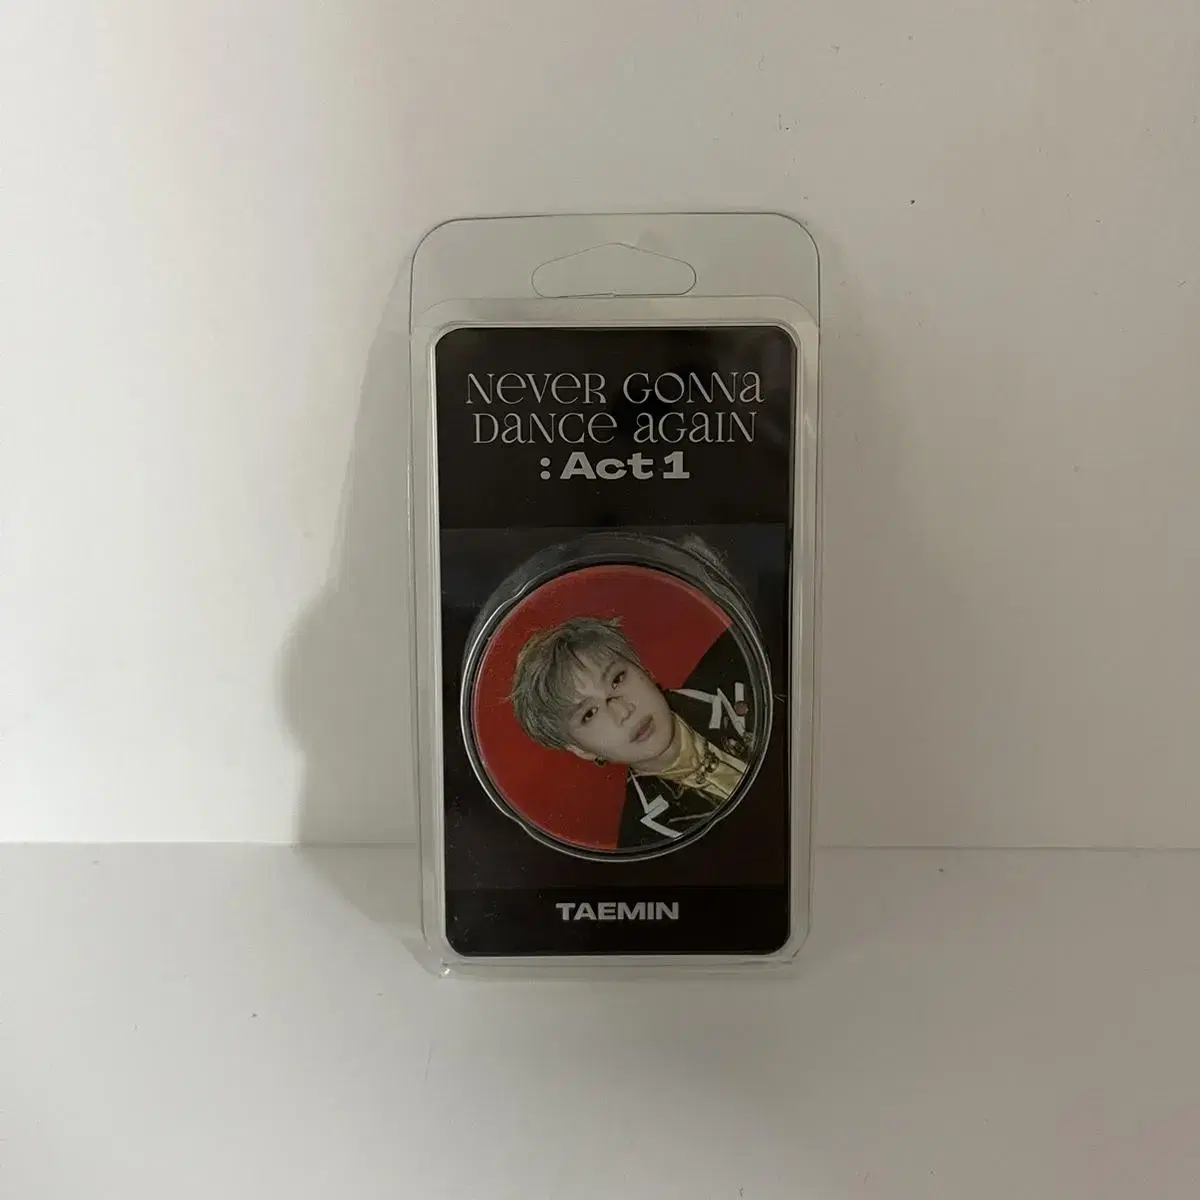 NeVeR GONNa
DaNCe aGaIN
: Act 1
TAEMIN